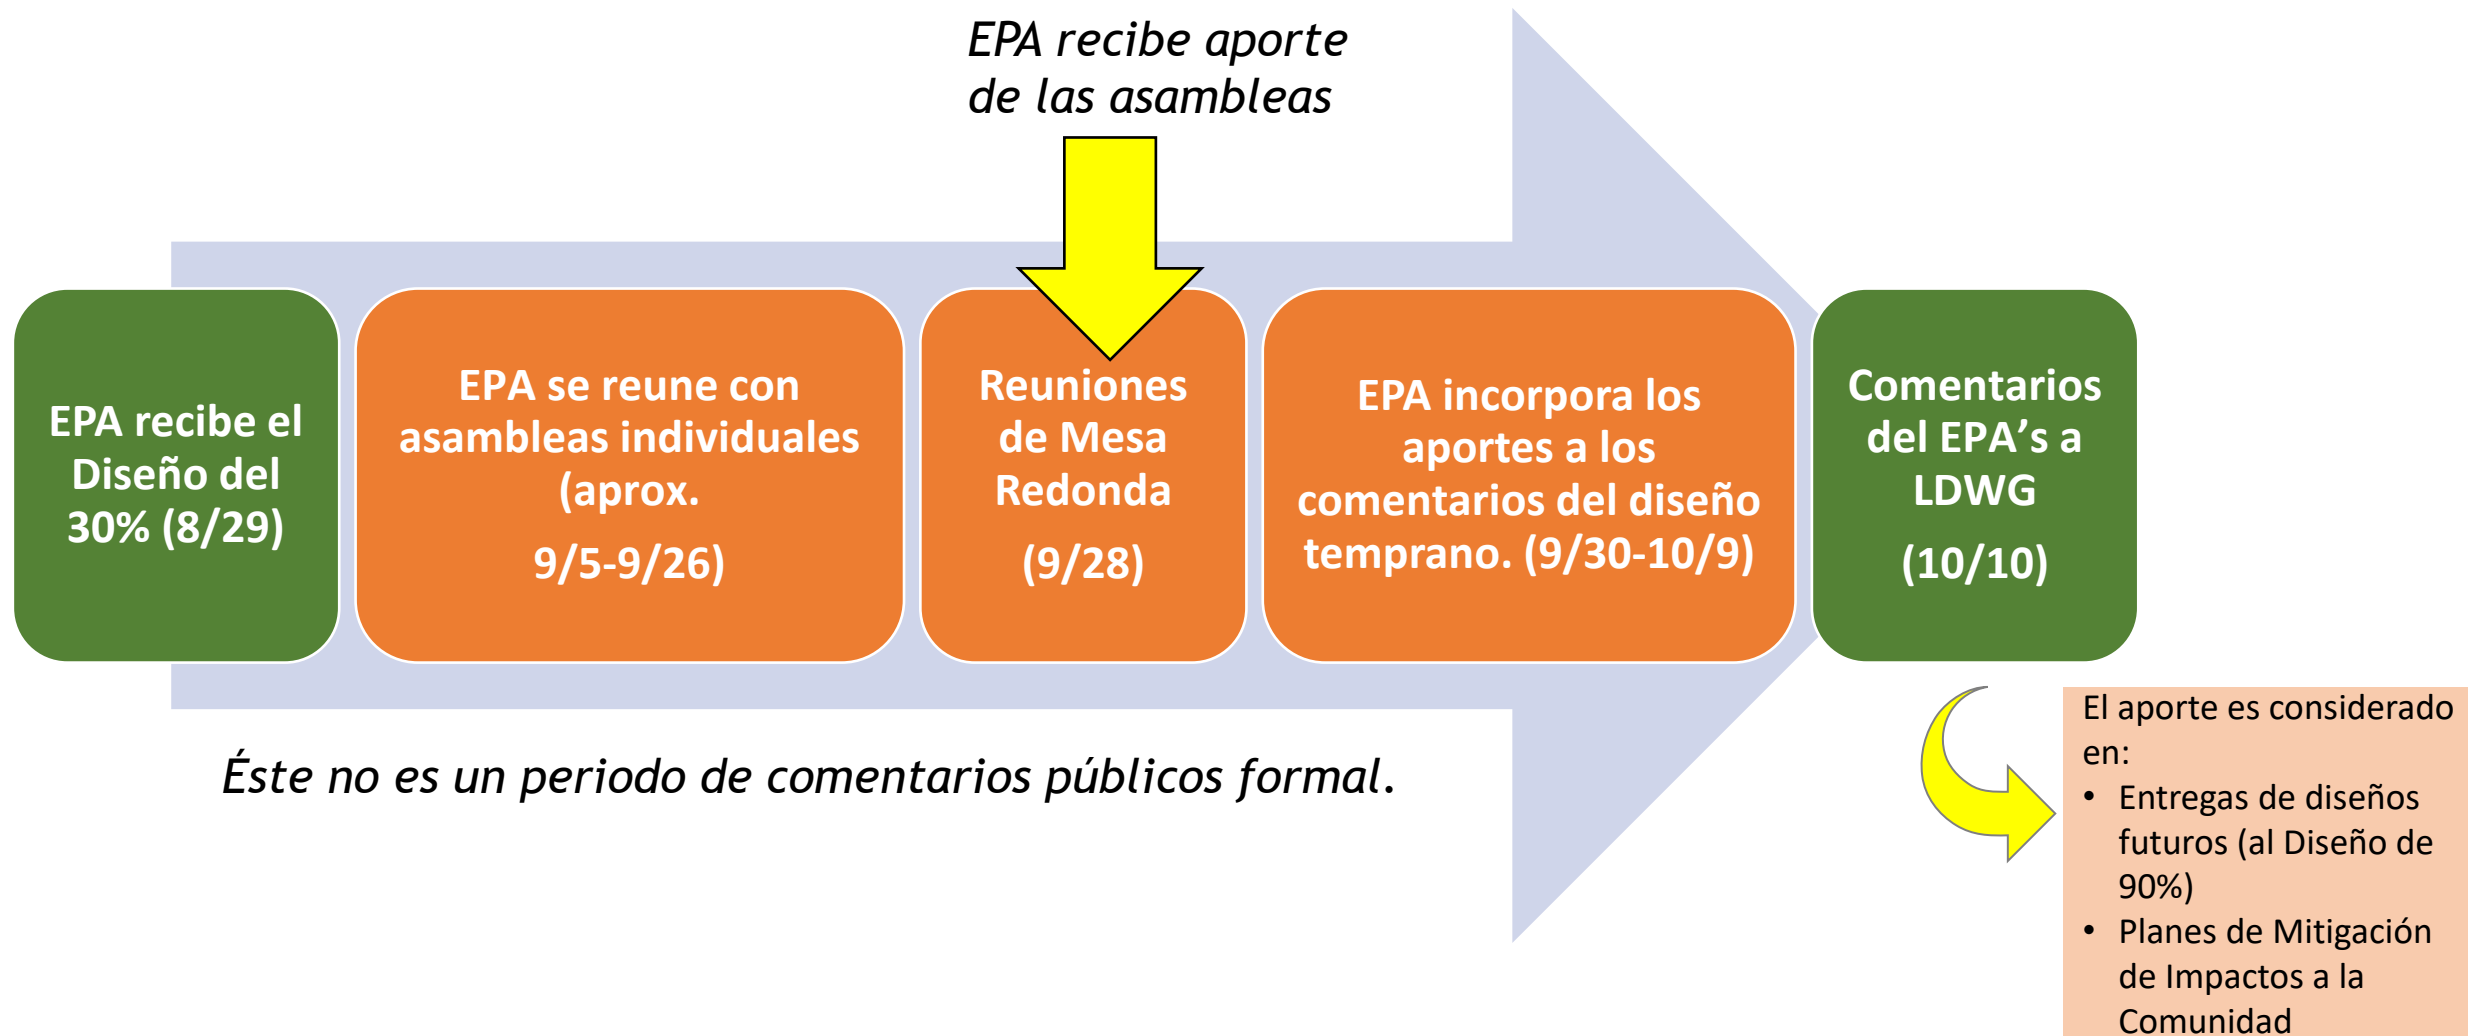 EPA recibe aporte
de las asambleas
EPA recibe el
Diseño del
30% (8/29)
EPA se reune con
asambleas individuales
(aprox.
9/5-9/26)
Reuniones
de Mesa
Redonda
(9/28)
EPA incorpora los
aportes a los
comentarios del diseño
temprano. (9/30-10/9)
Comentarios
del EPA’s a
LDWG
(10/10)
Éste no es un periodo de comentarios públicos formal.
El aporte es considerado
en:
• Entregas de diseños
futuros (al Diseño de
90%)
• Planes de Mitigación
de Impactos a la
Comunidad